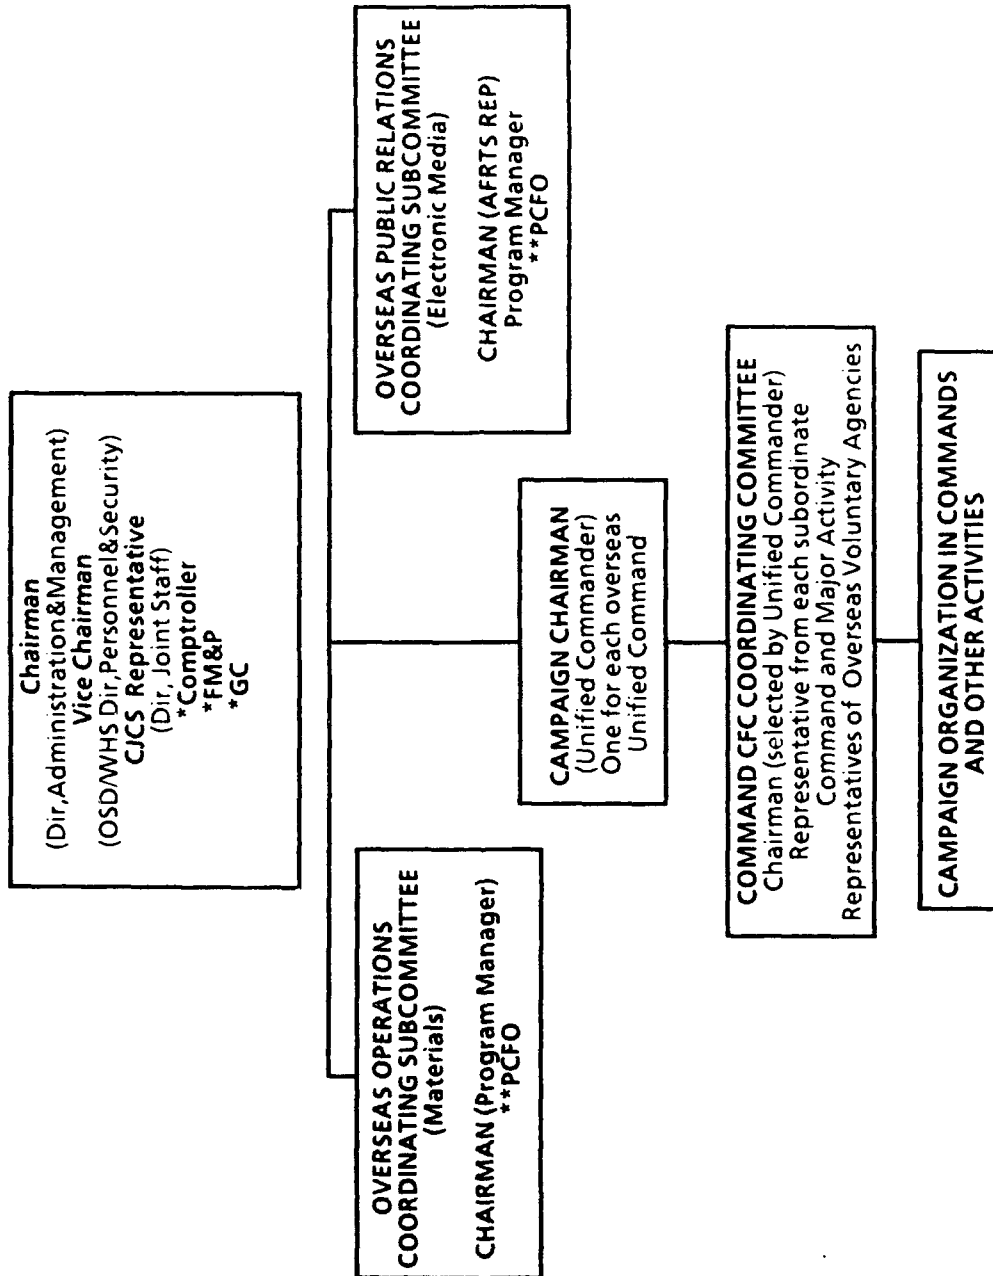 Chairman
(Dir,Administration&Management)
Vice Chairman
(OSD/WHS Dir,Personnel&Security)
CJCS Representative
(Dir, Joint Staff)
*Comptroller
*FM&P
*GC
OVERSEAS OPERATIONS
COORDINATING SUBCOMMITTEE
(Materials)
CHAIRMAN (Program Manager)
**PCFO
OVERSEAS PUBLIC RELATIONS
COORDINATING SUBCOMMITTEE
(Electronic Media)
CHAIRMAN (AFRTS REP)
Program Manager
**PCFO
CAMPAIGN CHAIRMAN
(Unified Commander)
One for each overseas
Unified Command
COMMAND CFC COORDINATING COMMITTEE
Chairman (selected by Unified Commander)
Representative from each subordinate
Command and Major Activity
Representatives of Overseas Voluntary Agencies
CAMPAIGN ORGANIZATION IN COMMANDS
AND OTHER ACTIVITIES